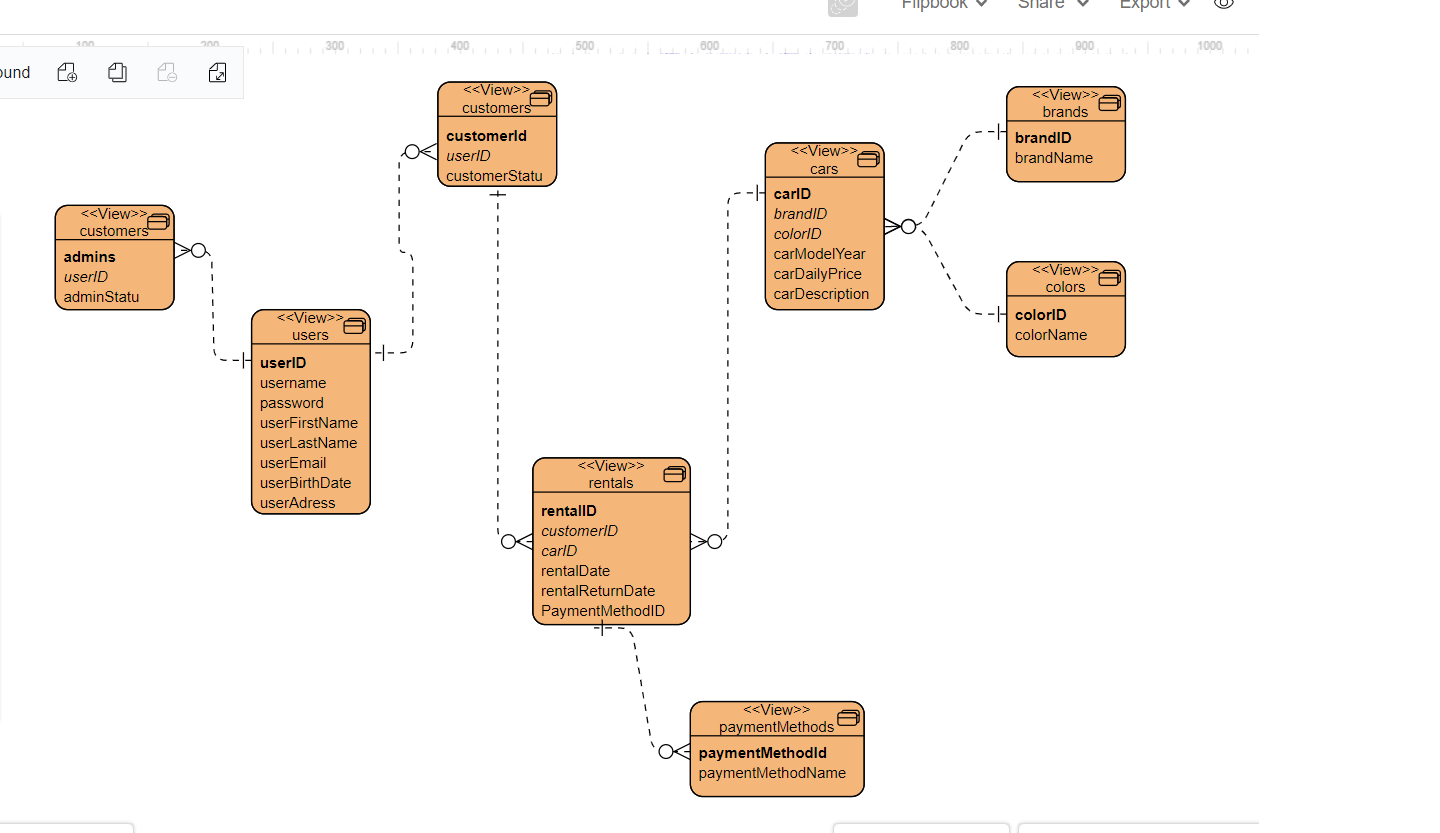 Flipbook Share Export
100 200 300 400 500 600 700 800 900 1000
ound
<<View>>
customers
customerId
userID
customerStatu
<<View>>
brands
brandID
brandName
<<View>>
cars
carID
brandID
colorID
carModelYear
carDailyPrice
carDescription
<<View>>
customers
admins
userID
adminStatu
<<View>>
colors
colorID
colorName
<<View>>
users
userID
username
password
userFirstName
userLastName
userEmail
userBirthDate
userAdress
<<View>>
rentals
rentalID
customerID
carID
rentalDate
rentalReturnDate
PaymentMethodID
<<View>>
paymentMethods
paymentMethodId
paymentMethodName